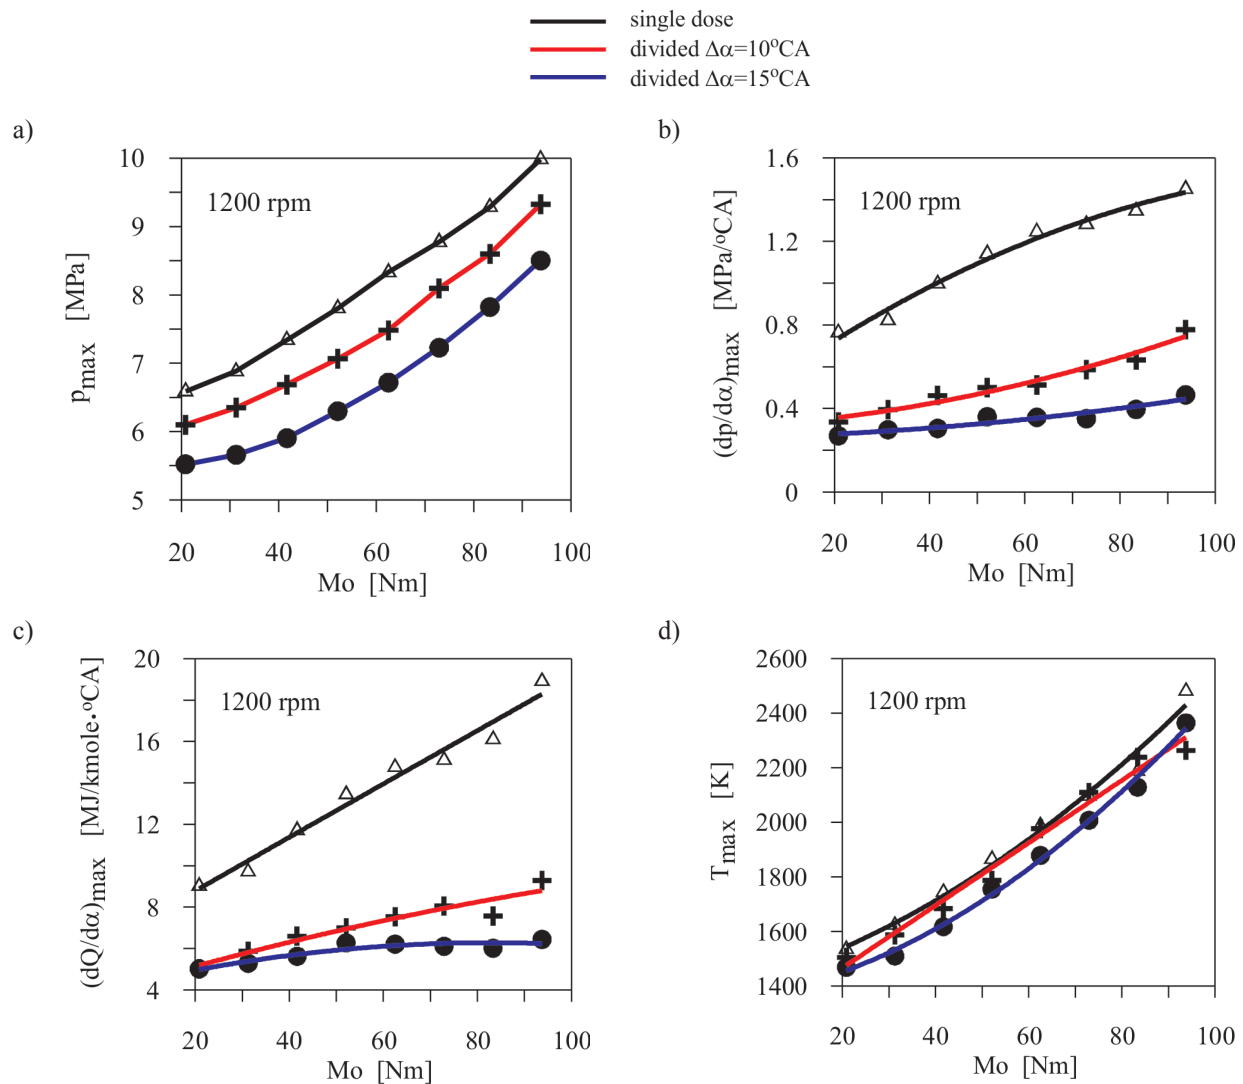 single dose
divided Δα=10°CA
divided Δα=15°CA
a)
b)
10
9
8
7
6
5
1200 rpm
p_max [MPa]
20 40 60 80 100
Mo [Nm]
1.6
1.2
0.8
0.4
0
1200 rpm
(dp/dα)_max [MPa/°CA]
20 40 60 80 100
Mo [Nm]
c)
d)
20
16
12
8
4
1200 rpm
(dQ/dα)_max [MJ/kmole•°CA]
20 40 60 80 100
Mo [Nm]
2600
2400
2200
2000
1800
1600
1400
1200 rpm
T_max [K]
20 40 60 80 100
Mo [Nm]